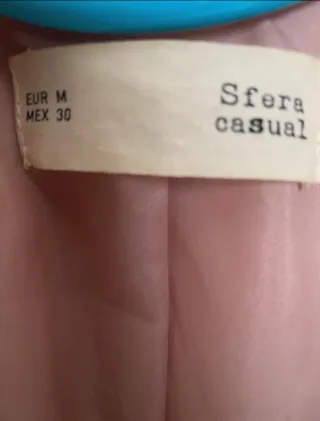 EUR M
MEX 30
Sfera
casual